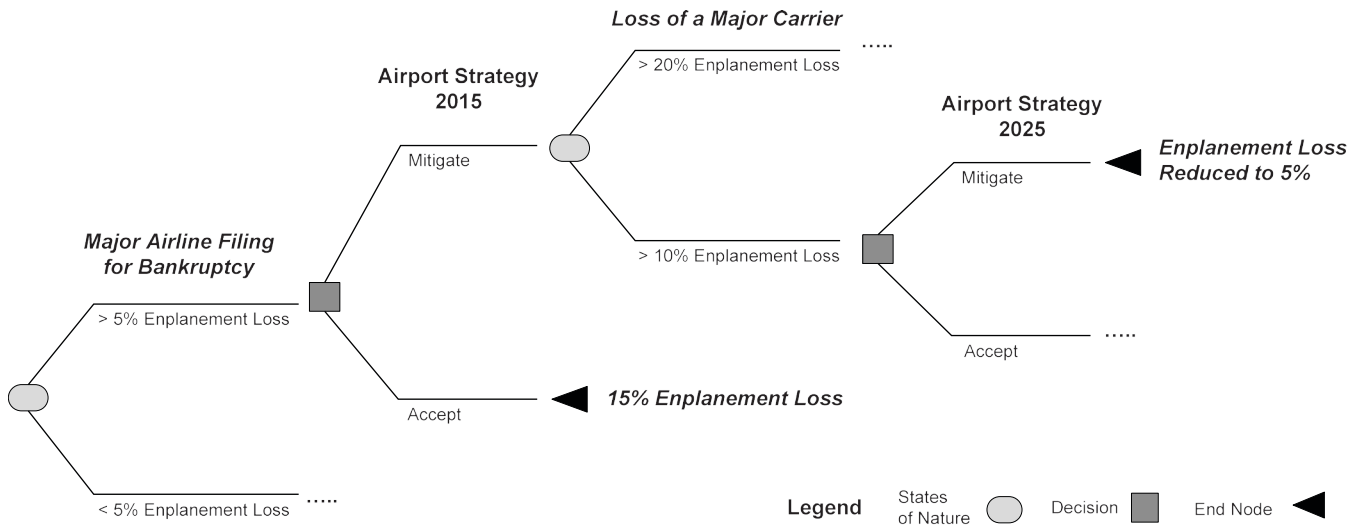 Loss of a Major Carrier
.....
> 20% Enplanement Loss
Airport Strategy
2015
Mitigate
Airport Strategy
2025
Mitigate
Enplanement Loss
Reduced to 5%
Major Airline Filing
for Bankruptcy
> 10% Enplanement Loss
> 5% Enplanement Loss
Accept
.....
Accept
15% Enplanement Loss
< 5% Enplanement Loss
.....
Legend
States
of Nature
Decision
End Node